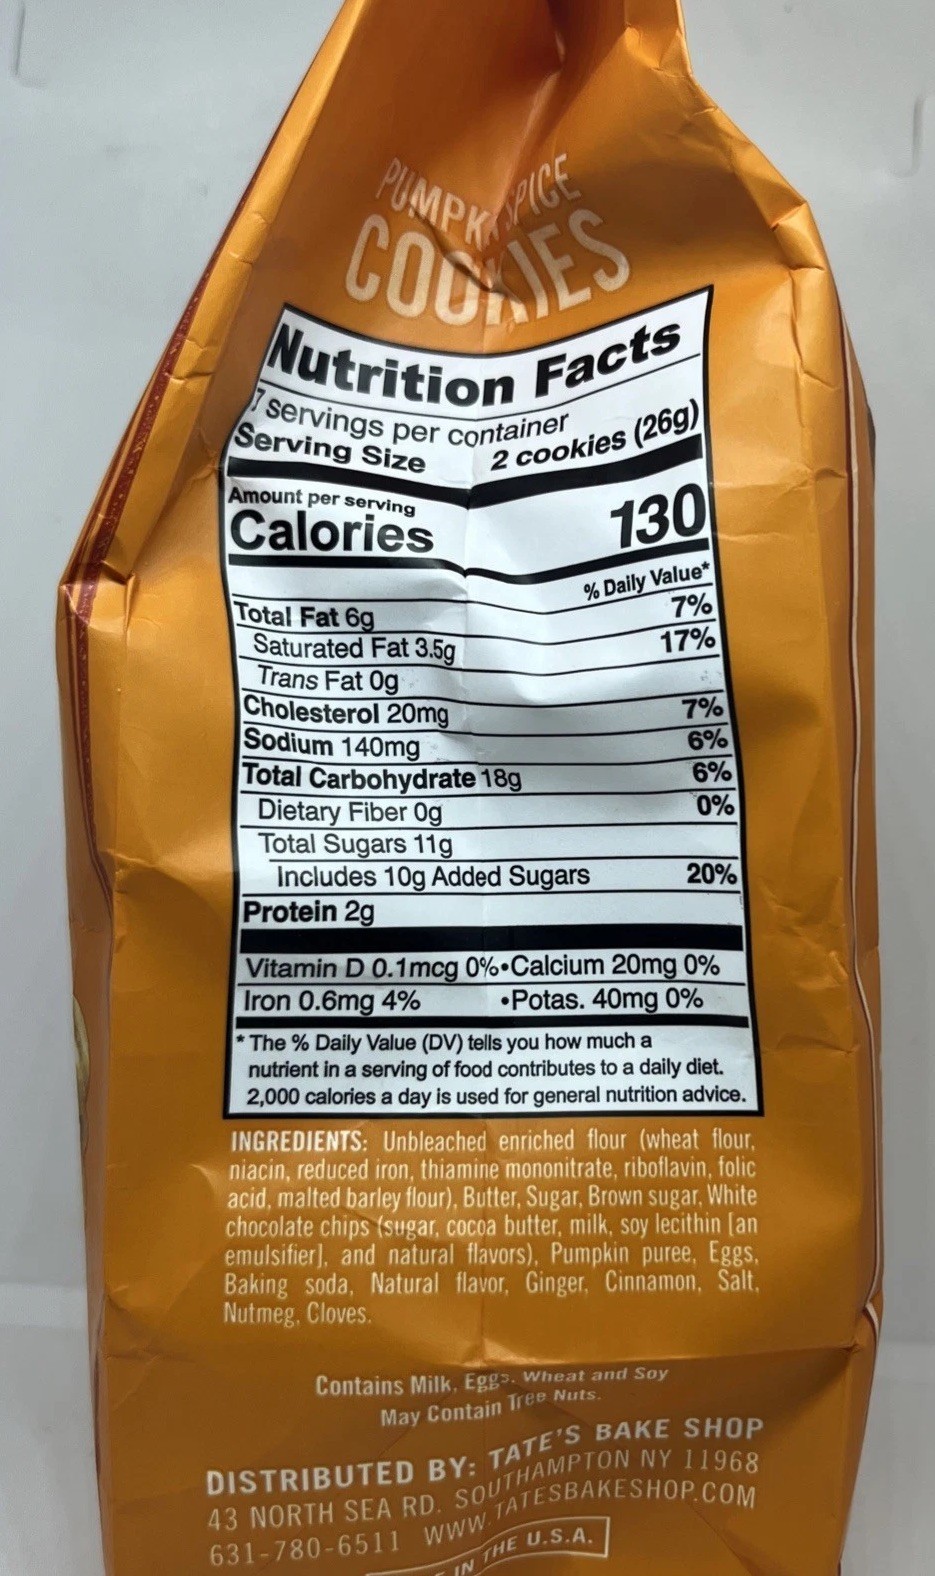 PUMPKIN SPICE
COOKIES
Nutrition Facts
7 servings per container
Serving Size 2 cookies (26g)
Amount per serving
Calories 130
% Daily Value*
Total Fat 6g 7%
Saturated Fat 3.5g 17%
Trans Fat 0g
Cholesterol 20mg 7%
Sodium 140mg 6%
Total Carbohydrate 18g 6%
Dietary Fiber 0g 0%
Total Sugars 11g
Includes 10g Added Sugars 20%
Protein 2g
Vitamin D 0.1mcg 0%•Calcium 20mg 0%
Iron 0.6mg 4% •Potas. 40mg 0%
* The % Daily Value (DV) tells you how much a
nutrient in a serving of food contributes to a daily diet.
2,000 calories a day is used for general nutrition advice.
INGREDIENTS: Unbleached enriched flour (wheat flour,
niacin, reduced iron, thiamine mononitrate, riboflavin, folic
acid, malted barley flour), Butter, Sugar, Brown sugar, White
chocolate chips (sugar, cocoa butter, milk, soy lecithin [an
emulsifier], and natural flavors), Pumpkin puree, Eggs,
Baking soda, Natural flavor, Ginger, Cinnamon, Salt,
Nutmeg, Cloves.
Contains Milk, Eggs, Wheat and Soy
May Contain Tree Nuts.
DISTRIBUTED BY: TATE'S BAKE SHOP
43 NORTH SEA RD. SOUTHAMPTON NY 11968
631-780-6511 WWW.TATESBAKESHOP.COM
IN THE U.S.A.